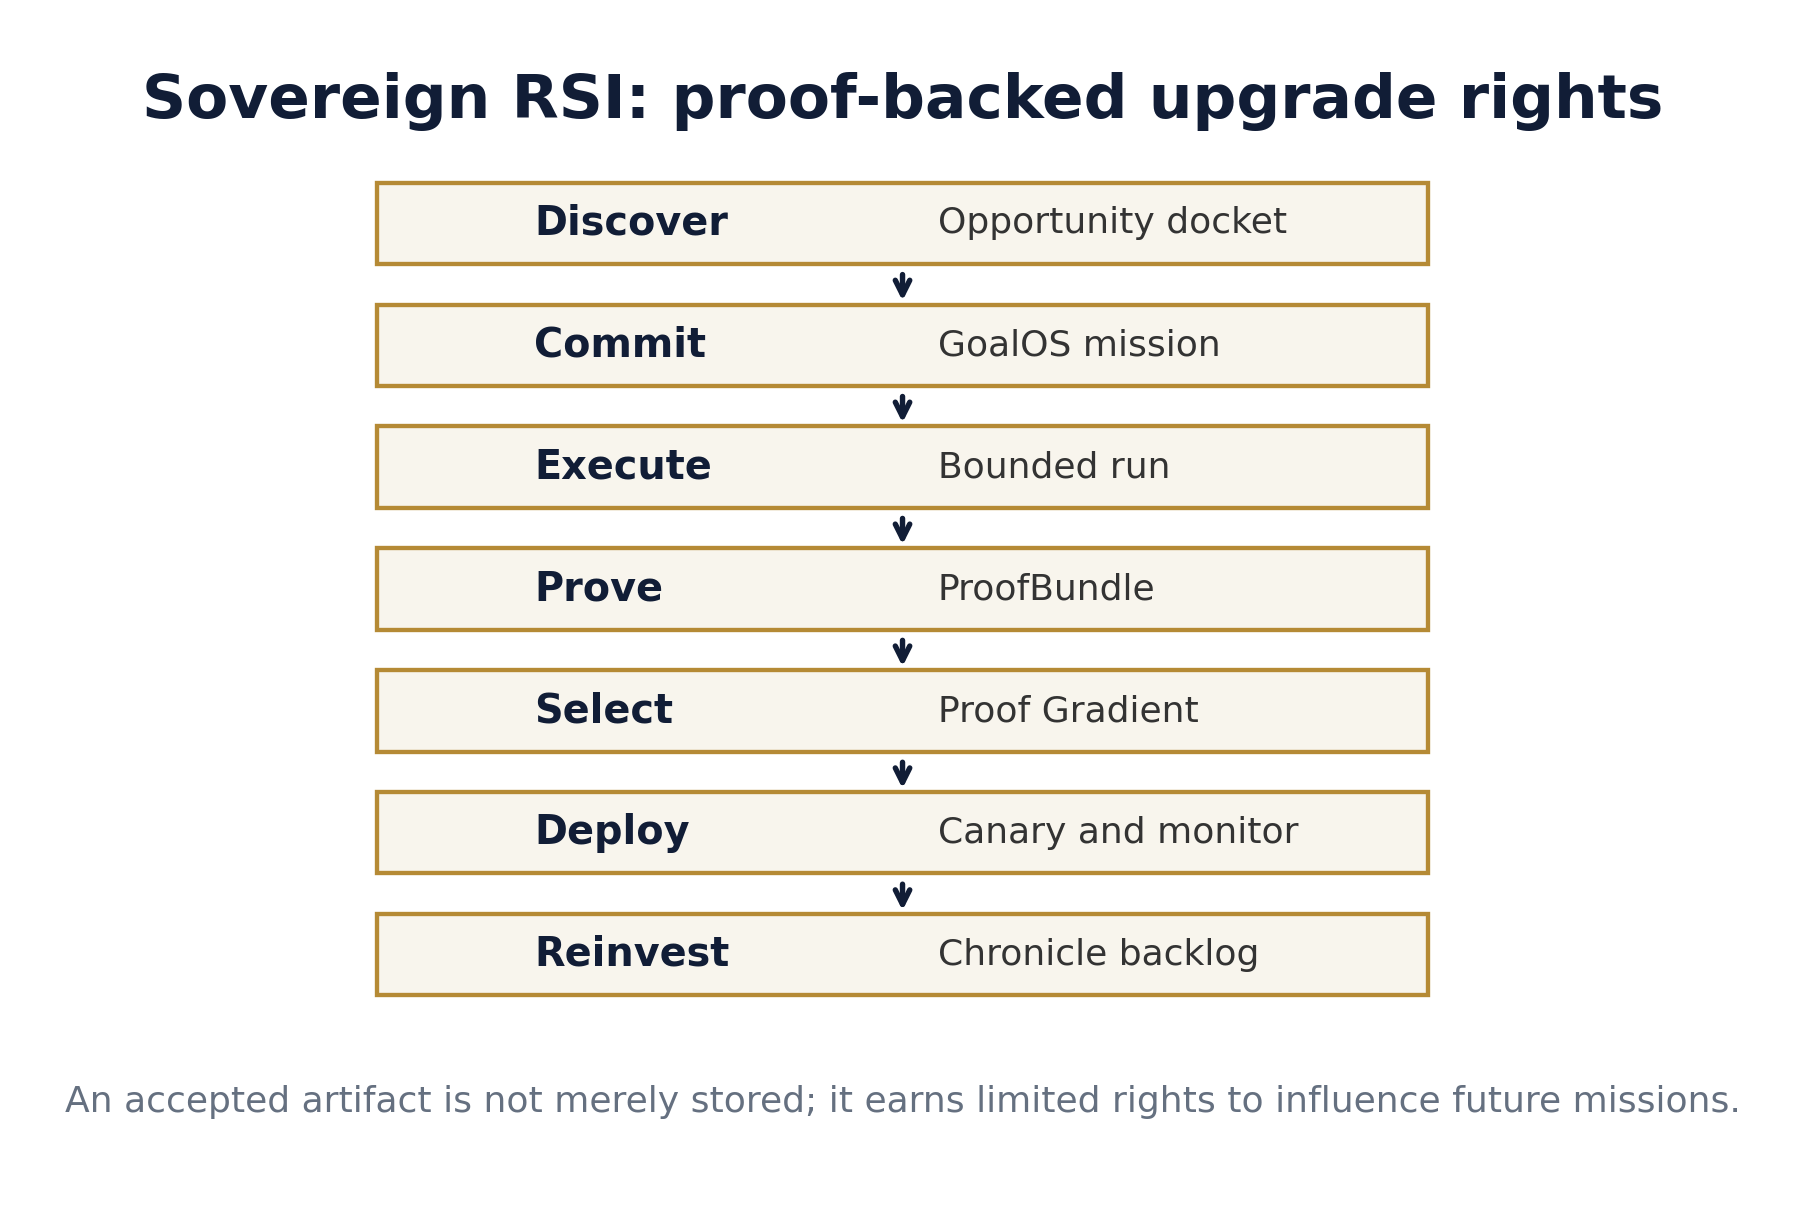 Sovereign RSI: proof-backed upgrade rights
Discover Opportunity docket
Commit GoalOS mission
Execute Bounded run
Prove ProofBundle
Select Proof Gradient
Deploy Canary and monitor
Reinvest Chronicle backlog
An accepted artifact is not merely stored; it earns limited rights to influence future missions.